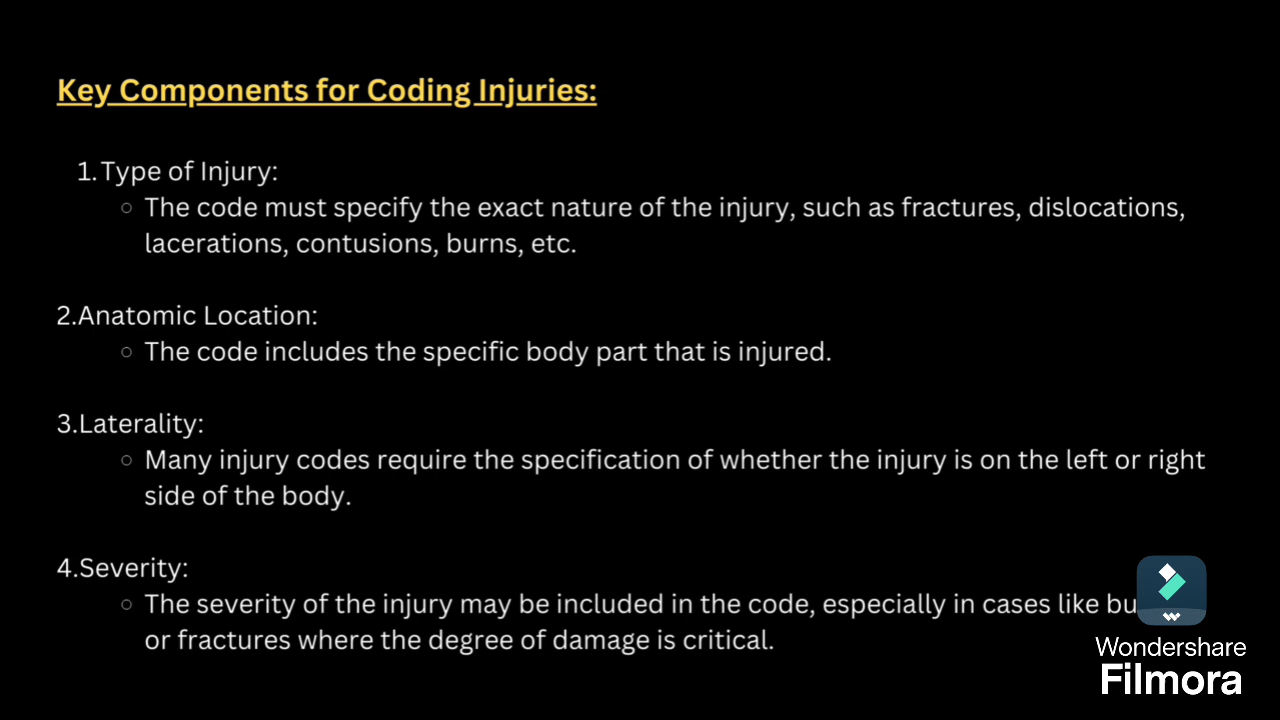 Key Components for Coding Injuries:
1.Type of Injury:
○ The code must specify the exact nature of the injury, such as fractures, dislocations,
lacerations, contusions, burns, etc.
2.Anatomic Location:
○ The code includes the specific body part that is injured.
3.Laterality:
○ Many injury codes require the specification of whether the injury is on the left or right
side of the body.
4.Severity:
○ The severity of the injury may be included in the code, especially in cases like
or fractures where the degree of damage is critical.
Wondershare
Filmora